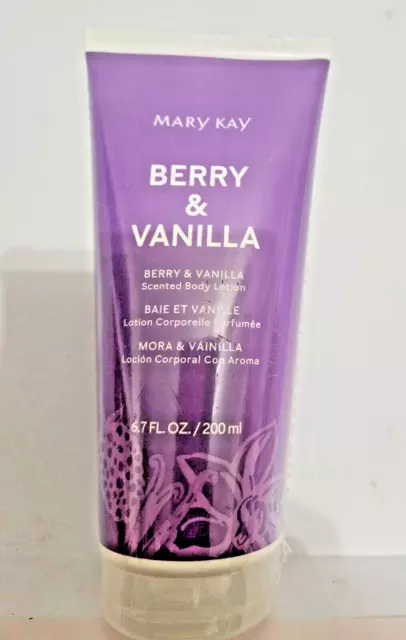 MARY KAY
BERRY
&
VANILLA
BERRY & VANILLA
Scented Body Lotion
BAIE ET VANILLE
Lotion Corporelle Parfumée
MORA & VAINILLA
Loción Corporal Con Aroma
6.7 FL. OZ. / 200 ml